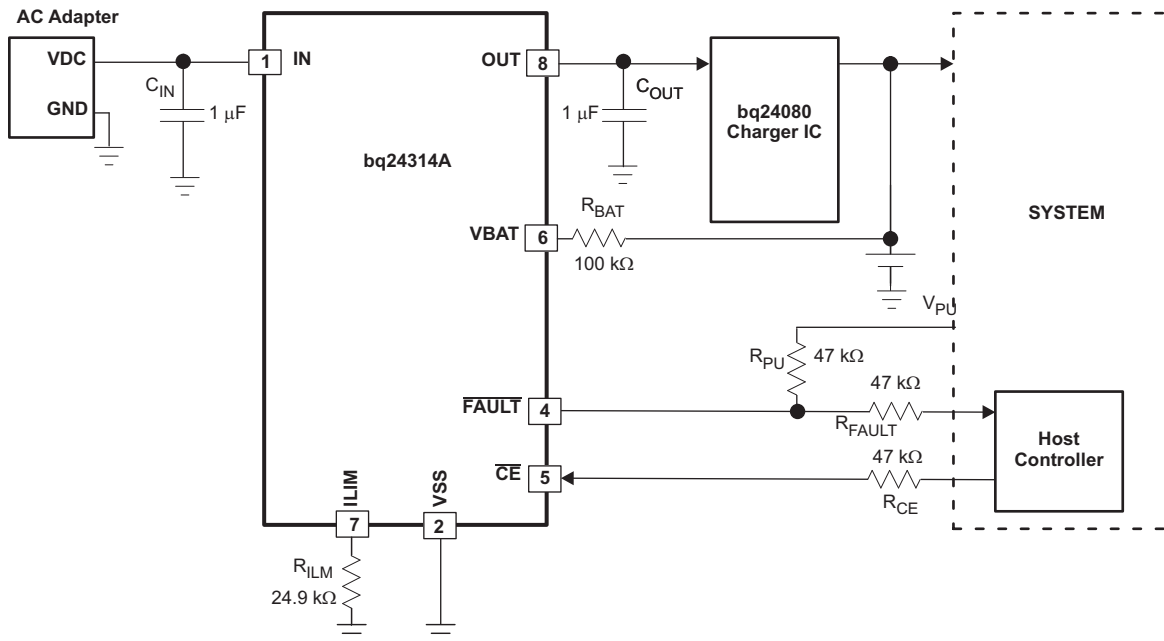 AC Adapter
VDC
GND
C_IN
1 μF
1
IN
OUT
8
C_OUT
1 μF
bq24080
Charger IC
bq24314A
SYSTEM
R_BAT
VBAT
6
100 kΩ
V_PU
R_PU
47 kΩ
47 kΩ
FAULT
4
R_FAULT
Host
Controller
47 kΩ
CE
5
R_CE
ILIM
VSS
7
2
R_ILM
24.9 kΩ